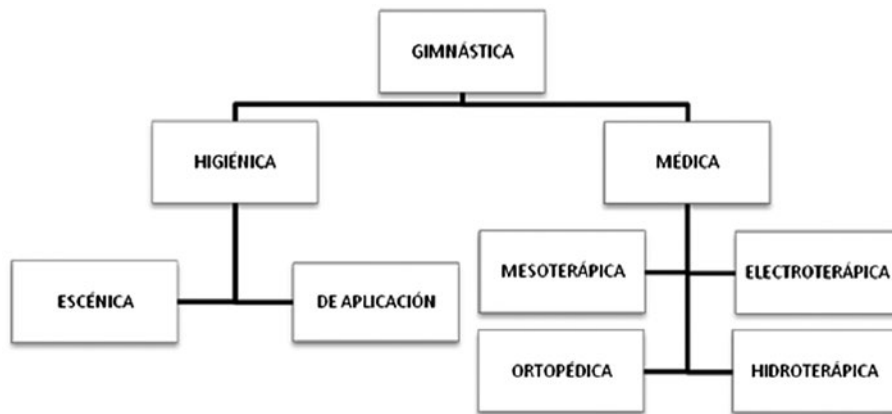 GIMNÁSTICA
HIGIÉNICA
MÉDICA
MESOTERÁPICA
ELECTROTERÁPICA
ESCÉNICA
DE APLICACIÓN
ORTOPÉDICA
HIDROTERÁPICA